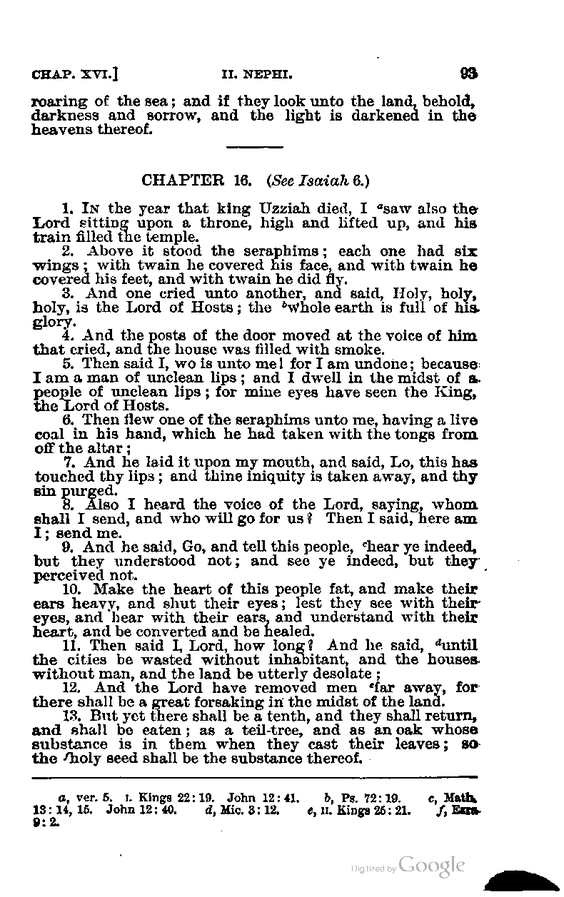 CHAP. XVI.] II. NEPHI. 93
roaring of the sea; and if they look unto the land, behold,
darkness and sorrow, and the light is darkened in the
heavens thereof.
CHAPTER 16. (See Isaiah 6.)
1. IN the year that king Uzziah died, I ᵃsaw also the
Lord sitting upon a throne, high and lifted up, and his
train filled the temple.
2. Above it stood the seraphims; each one had six
wings; with twain he covered his face, and with twain he
covered his feet, and with twain he did fly.
3. And one cried unto another, and said, Holy, holy,
holy, is the Lord of Hosts; the ᵇwhole earth is full of his
glory.
4. And the posts of the door moved at the voice of him
that cried, and the house was filled with smoke.
5. Then said I, wo is unto me! for I am undone; because
I am a man of unclean lips; and I dwell in the midst of a
people of unclean lips; for mine eyes have seen the King,
the Lord of Hosts.
6. Then flew one of the seraphims unto me, having a live
coal in his hand, which he had taken with the tongs from
off the altar;
7. And he laid it upon my mouth, and said, Lo, this has
touched thy lips; and thine iniquity is taken away, and thy
sin purged.
8. Also I heard the voice of the Lord, saying, whom
shall I send, and who will go for us? Then I said, here am
I; send me.
9. And he said, Go, and tell this people, ᶜhear ye indeed,
but they understood not; and see ye indeed, but they
perceived not.
10. Make the heart of this people fat, and make their
ears heavy, and shut their eyes; lest they see with their
eyes, and hear with their ears, and understand with their
heart, and be converted and be healed.
11. Then said I, Lord, how long? And he said, ᵈuntil
the cities be wasted without inhabitant, and the houses
without man, and the land be utterly desolate;
12. And the Lord have removed men ᵉfar away, for
there shall be a great forsaking in the midst of the land.
13. But yet there shall be a tenth, and they shall return,
and shall be eaten; as a teil-tree, and as an oak whose
substance is in them when they cast their leaves; so
the ᶠholy seed shall be the substance thereof.
a, ver. 5. I. Kings 22:19. John 12:41. b, Ps. 72:19. c, Math.
13:14, 15. John 12:40. d, Mic. 3:12. e, II. Kings 25:21. f, Ezra
9:2.
Digitized by Google